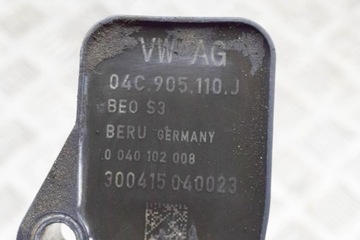 VW AG
04C.905.110.J
BEO S3
BERU GERMANY
0 040 102 008
300415 040023